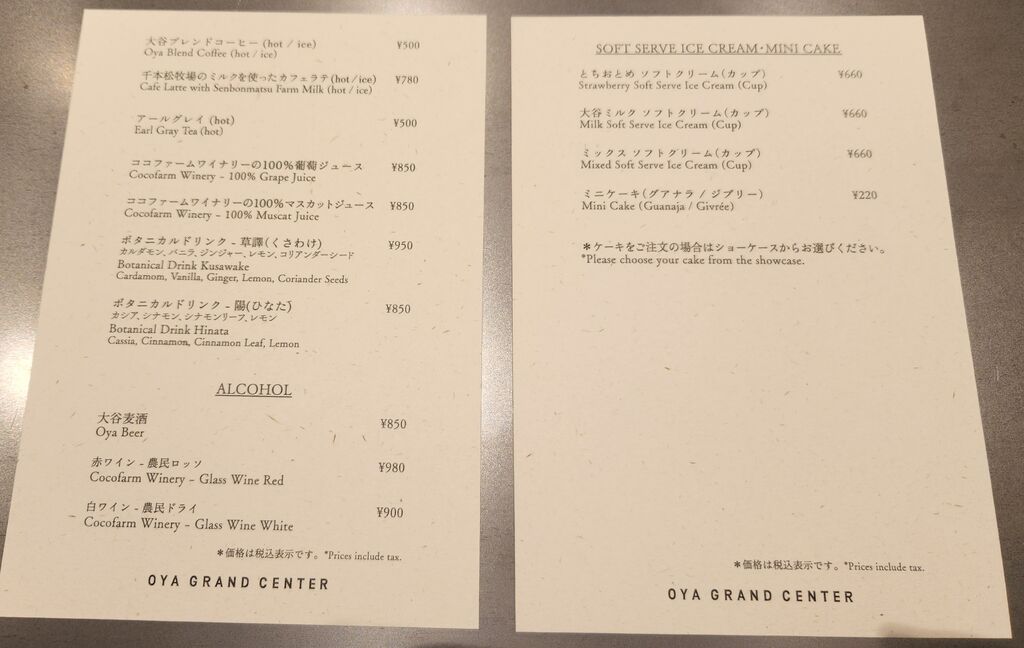 大谷ブレンドコーヒー (hot / ice) ¥500
Oya Blend Coffee (hot / ice)
千本松牧場のミルクを使ったカフェラテ(hot / ice) ¥780
Cafe Latte with Senbonmatsu Farm Milk (hot / ice)
アールグレイ (hot) ¥500
Earl Gray Tea (hot)
ココファームワイナリーの100%葡萄ジュース ¥850
Cocofarm Winery - 100% Grape Juice
ココファームワイナリーの100%マスカットジュース ¥850
Cocofarm Winery - 100% Muscat Juice
ボタニカルドリンク - 草譯(くさわけ) ¥950
カルダモン、バニラ、ジンジャー、レモン、コリアンダーシード
Botanical Drink Kusawake
Cardamom, Vanilla, Ginger, Lemon, Coriander Seeds
ボタニカルドリンク - 陽(ひなた) ¥850
カシア、シナモン、シナモンリーフ、レモン
Botanical Drink Hinata
Cassia, Cinnamon, Cinnamon Leaf, Lemon
ALCOHOL
大谷麦酒 ¥850
Oya Beer
赤ワイン - 農民ロッソ ¥980
Cocofarm Winery - Glass Wine Red
白ワイン - 農民ドライ ¥900
Cocofarm Winery - Glass Wine White
＊価格は税込表示です。*Prices include tax.
OYA GRAND CENTER
SOFT SERVE ICE CREAM・MINI CAKE
とちおとめ ソフトクリーム(カップ) ¥660
Strawberry Soft Serve Ice Cream (Cup)
大谷ミルク ソフトクリーム(カップ) ¥660
Milk Soft Serve Ice Cream (Cup)
ミックス ソフトグリーム(カップ) ¥660
Mixed Soft Serve Ice Cream (Cup)
ミニケーキ(グアナラ / ジブリー) ¥220
Mini Cake (Guanaja / Givrée)
＊ケーキをご注文の場合はショーケースからお選びください。
*Please choose your cake from the showcase.
＊価格は税込表示です。*Prices include tax.
OYA GRAND CENTER